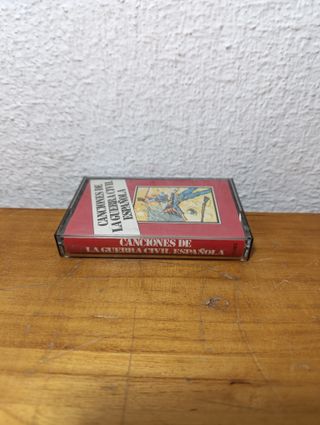 CANCIONES DE
LA GUERRA CIVIL
ESPAÑOLA
CANCIONES DE
LA GUERRA CIVIL ESPAÑOLA